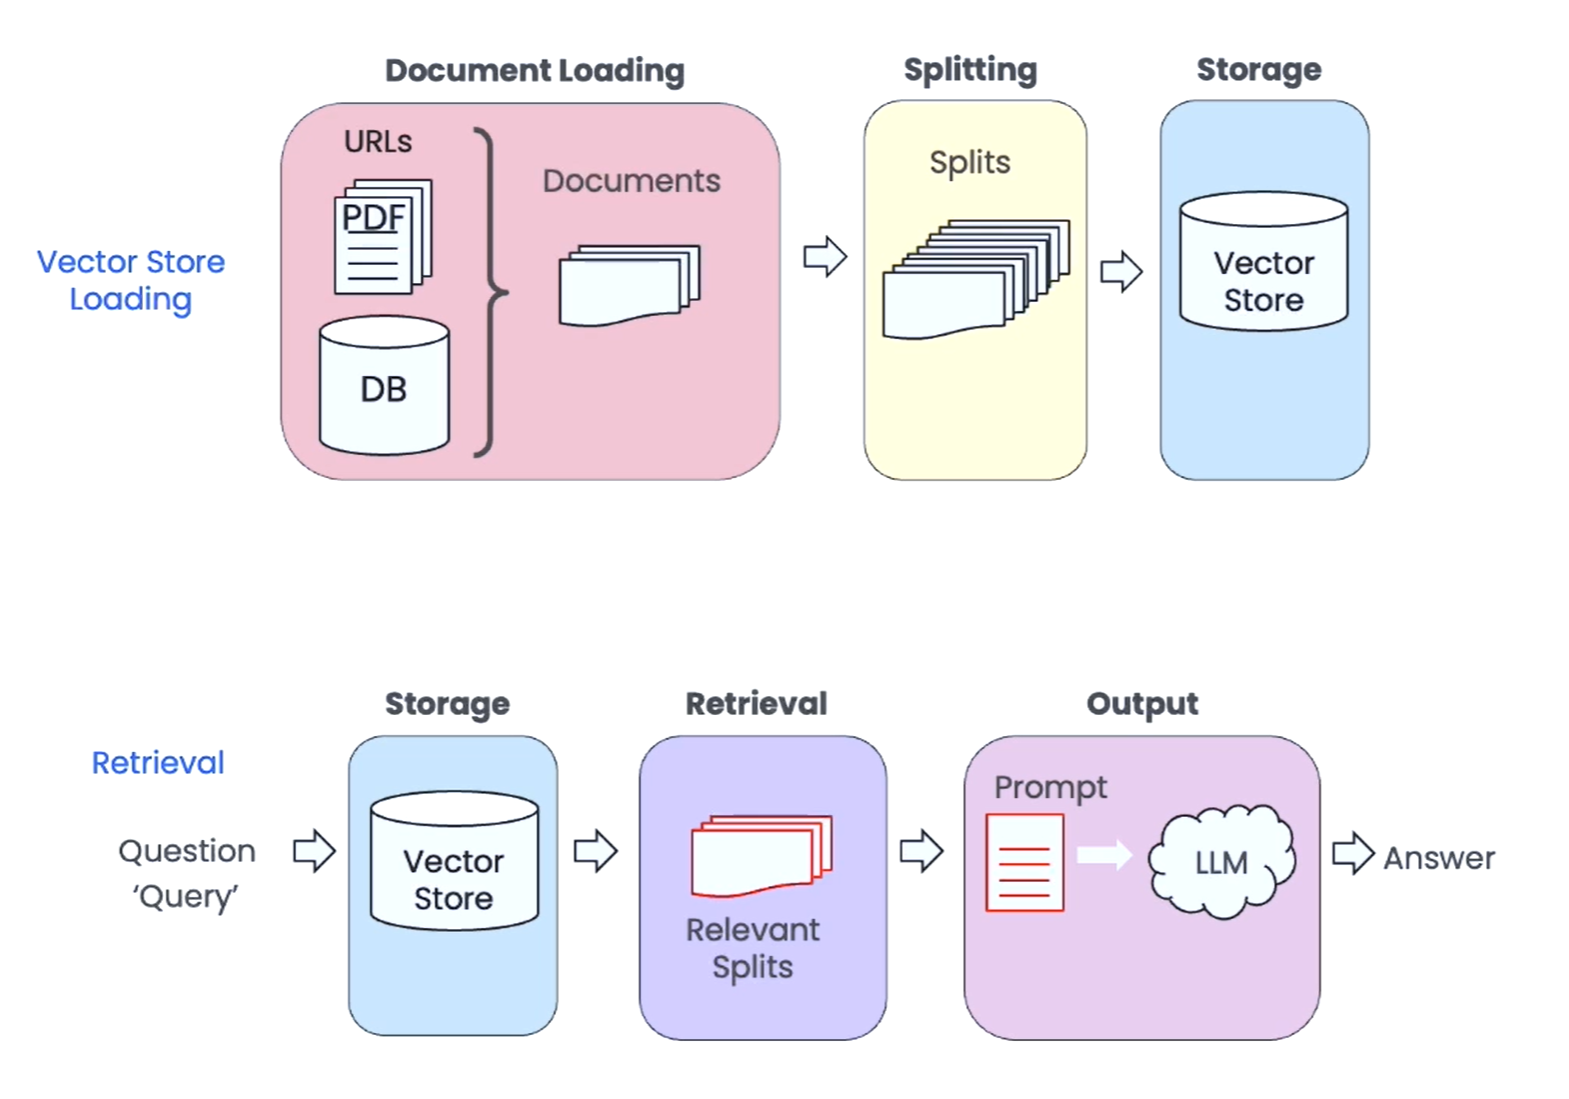 Document Loading
Splitting
Storage
URLs
PDF
DB
Documents
Splits
Vector
Store
Vector Store
Loading
Storage
Retrieval
Output
Retrieval
Question
‘Query’
Vector
Store
Relevant
Splits
Prompt
LLM
Answer